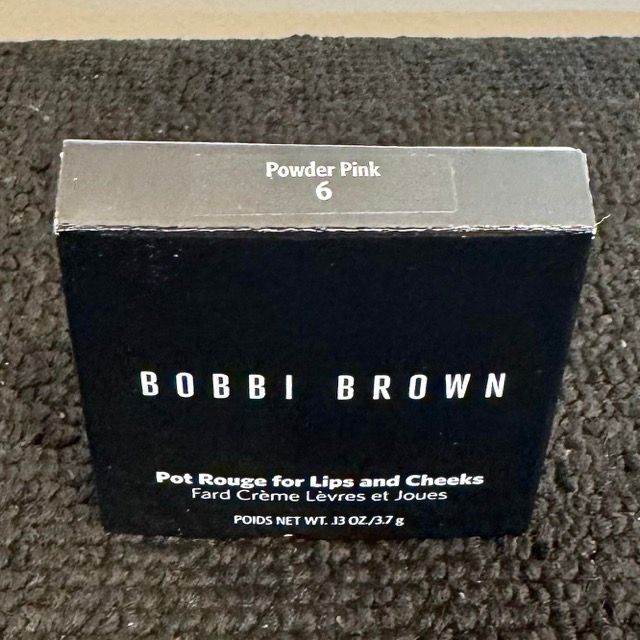 Powder Pink
6
BOBBI BROWN
Pot Rouge for Lips and Cheeks
Fard Crème Lèvres et Joues
POIDS NET WT. .13 OZ./3.7 g